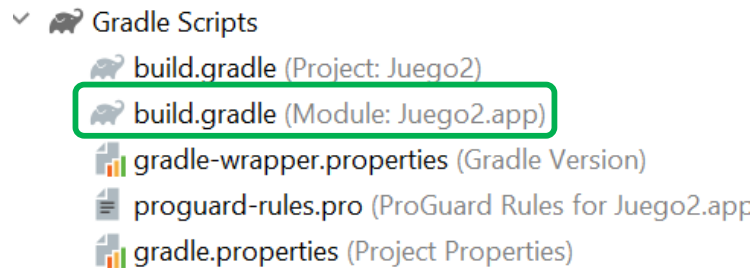 Gradle Scripts
build.gradle (Project: Juego2)
build.gradle (Module: Juego2.app)
gradle-wrapper.properties (Gradle Version)
proguard-rules.pro (ProGuard Rules for Juego2.app
gradle.properties (Project Properties)